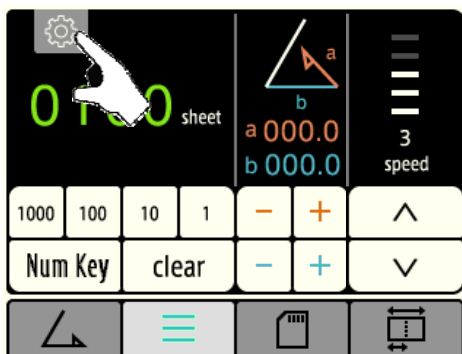 sheet
a
b
a 000.0
b 000.0
3
speed
1000 100 10 1 - +
Num Key clear - +